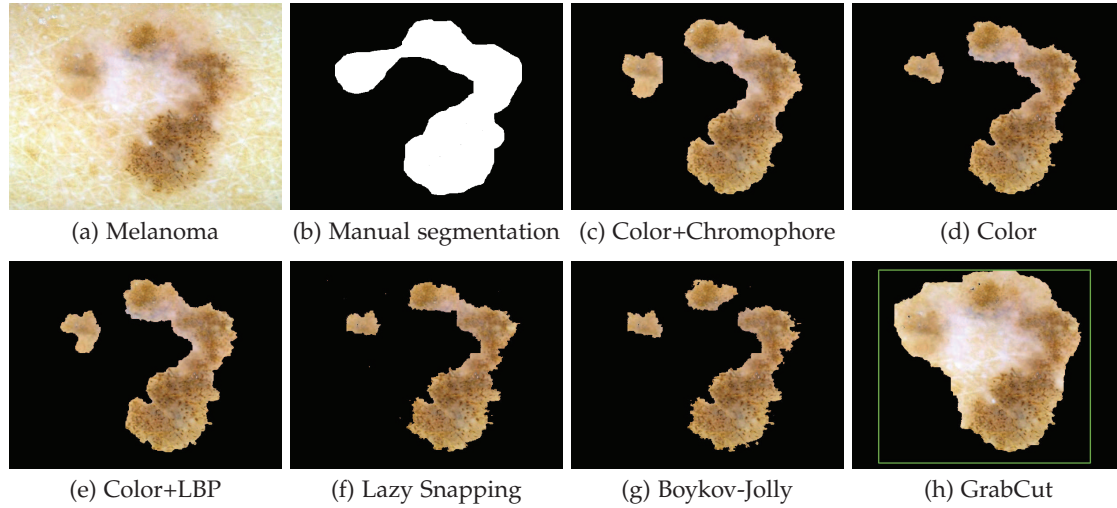 (a) Melanoma
(b) Manual segmentation
(c) Color+Chromophore
(d) Color
(e) Color+LBP
(f) Lazy Snapping
(g) Boykov-Jolly
(h) GrabCut